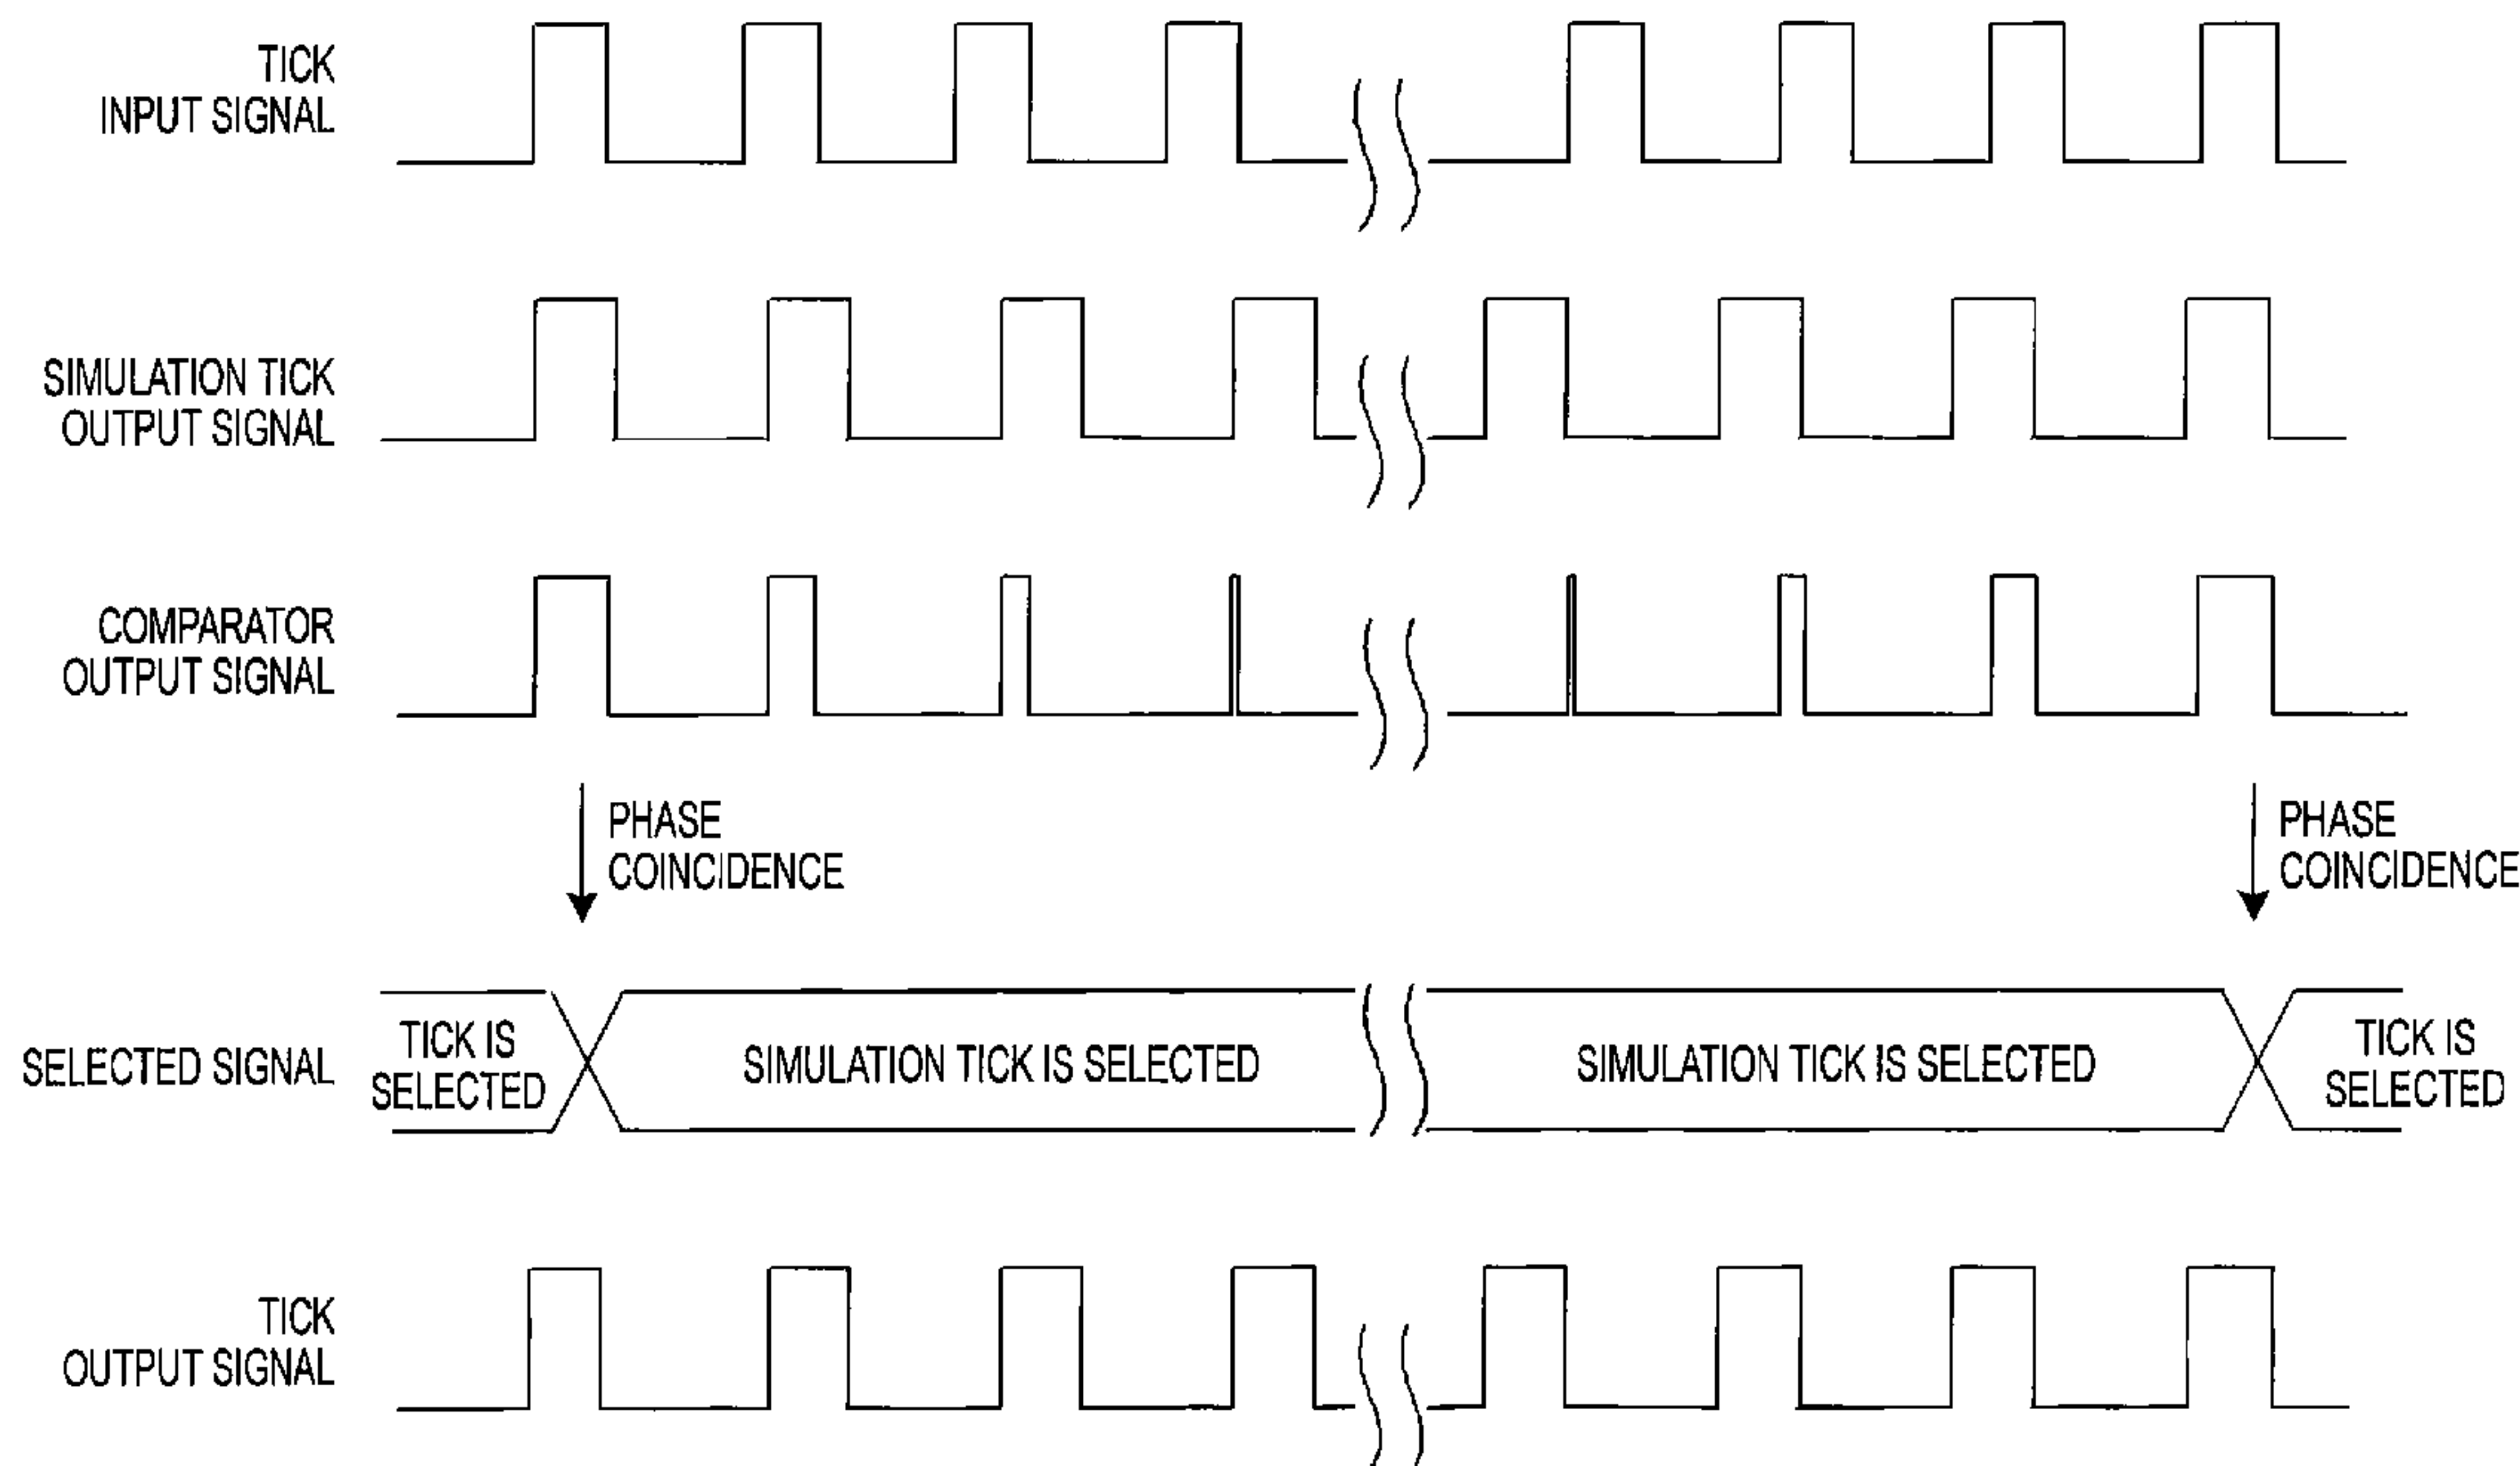 TICK
INPUT SIGNAL
SIMULATION TICK
OUTPUT SIGNAL
COMPARATOR
OUTPUT SIGNAL
PHASE
COINCIDENCE
PHASE
COINCIDENCE
SELECTED SIGNAL
TICK IS
SELECTED
SIMULATION TICK IS SELECTED
SIMULATION TICK IS SELECTED
TICK IS
SELECTED
TICK
OUTPUT SIGNAL